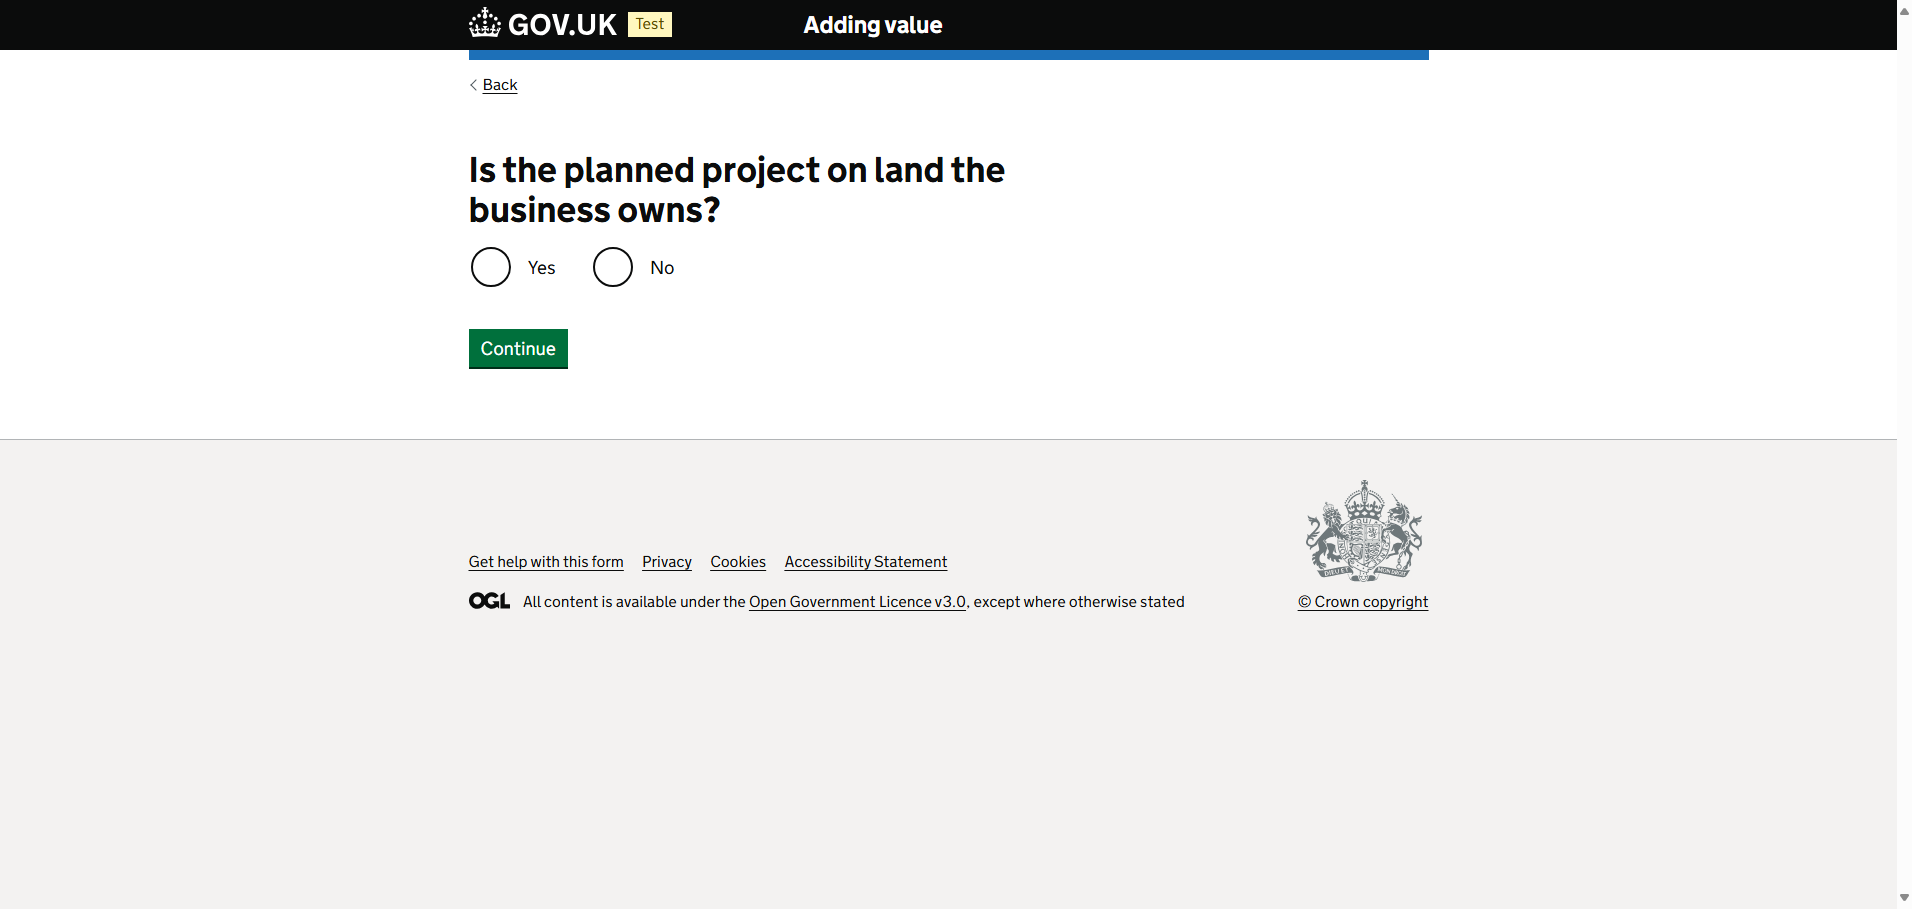 GOV.UK Test Adding value
Back
Is the planned project on land the
business owns?
Yes No
Continue
Get help with this form Privacy Cookies Accessibility Statement
OGL All content is available under the Open Government Licence v3.0, except where otherwise stated
© Crown copyright